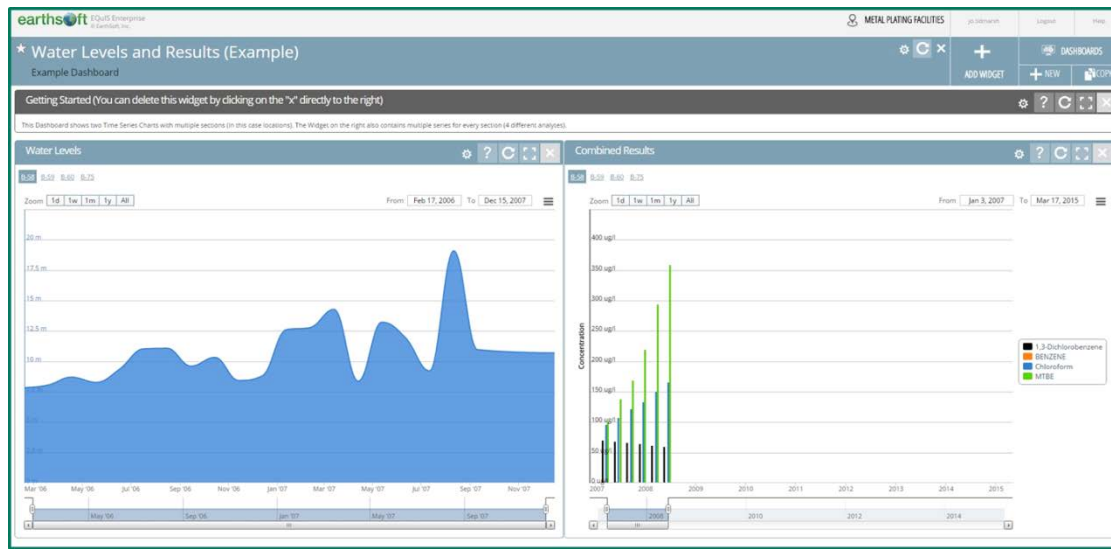 earthsoft EQuIS Enterprise
© EarthSoft, Inc.
METAL PLATING FACILITIES
Logout
Help
Water Levels and Results (Example)
Example Dashboard
ADD WIDGET
DASHBOARDS
NEW
COPY
Getting Started (You can delete this widget by clicking on the "x" directly to the right)
This Dashboard shows two Time Series Charts with multiple sections (in this case locations). The Widget on the right also contains multiple series for every section (4 different analytes).
Water Levels
B-58 B-59 B-60 B-75
Zoom 1d 1w 1m 1y All
From Feb 17, 2006 To Dec 15, 2007
20 m
17.5 m
15 m
12.5 m
10 m
Mar '06 May '06 Jul '06 Sep '06 Nov '06 Jan '07 Mar '07 May '07 Jul '07 Sep '07 Nov '07
May '06 Sep '06 Jan '07 May '07 Sep '07
Combined Results
B-58 B-59 B-60 B-75
Zoom 1d 1w 1m 1y All
From Jan 3, 2007 To Mar 17, 2015
Concentration
400 ug/l
350 ug/l
300 ug/l
250 ug/l
200 ug/l
150 ug/l
100 ug/l
50 ug/l
0 ug/l
2007 2008 2009 2010 2011 2012 2013 2014 2015
2008 2010 2012 2014
1,3-Dichlorobenzene
BENZENE
Chloroform
MTBE